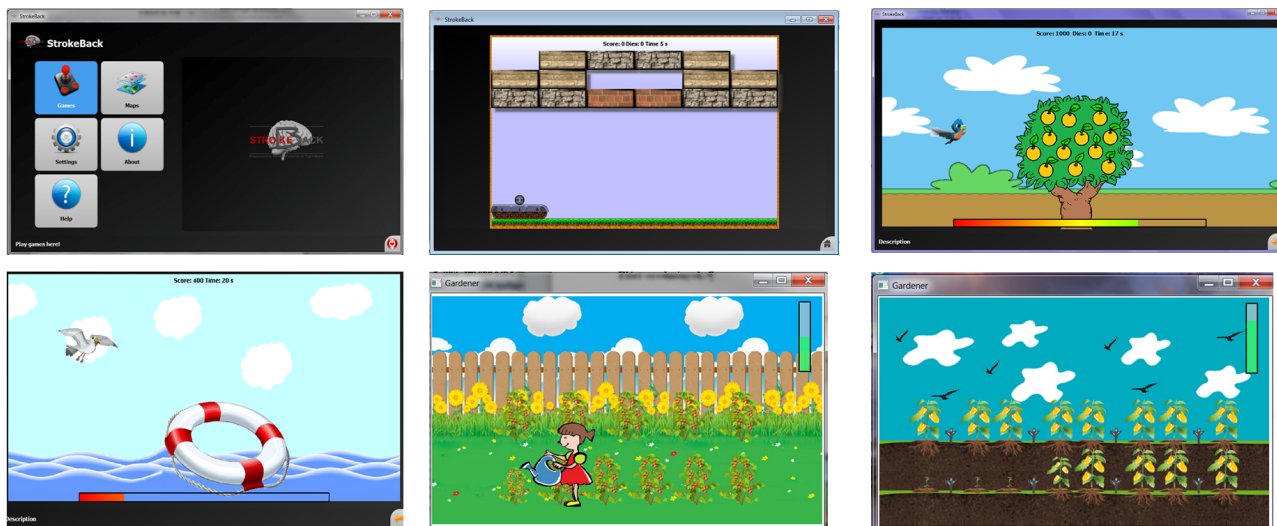 StrokeBack
StrokeBack
Games
Maps
Settings
About
Help
STROKEBACK
Play games here!
StrokeBack
Score: 0 Dies: 0 Time 5 s
StrokeBack
Score: 1000 Dies: 0 Time: 17 s
Description
Score: 400 Time: 20 s
Description
Gardener
Gardener